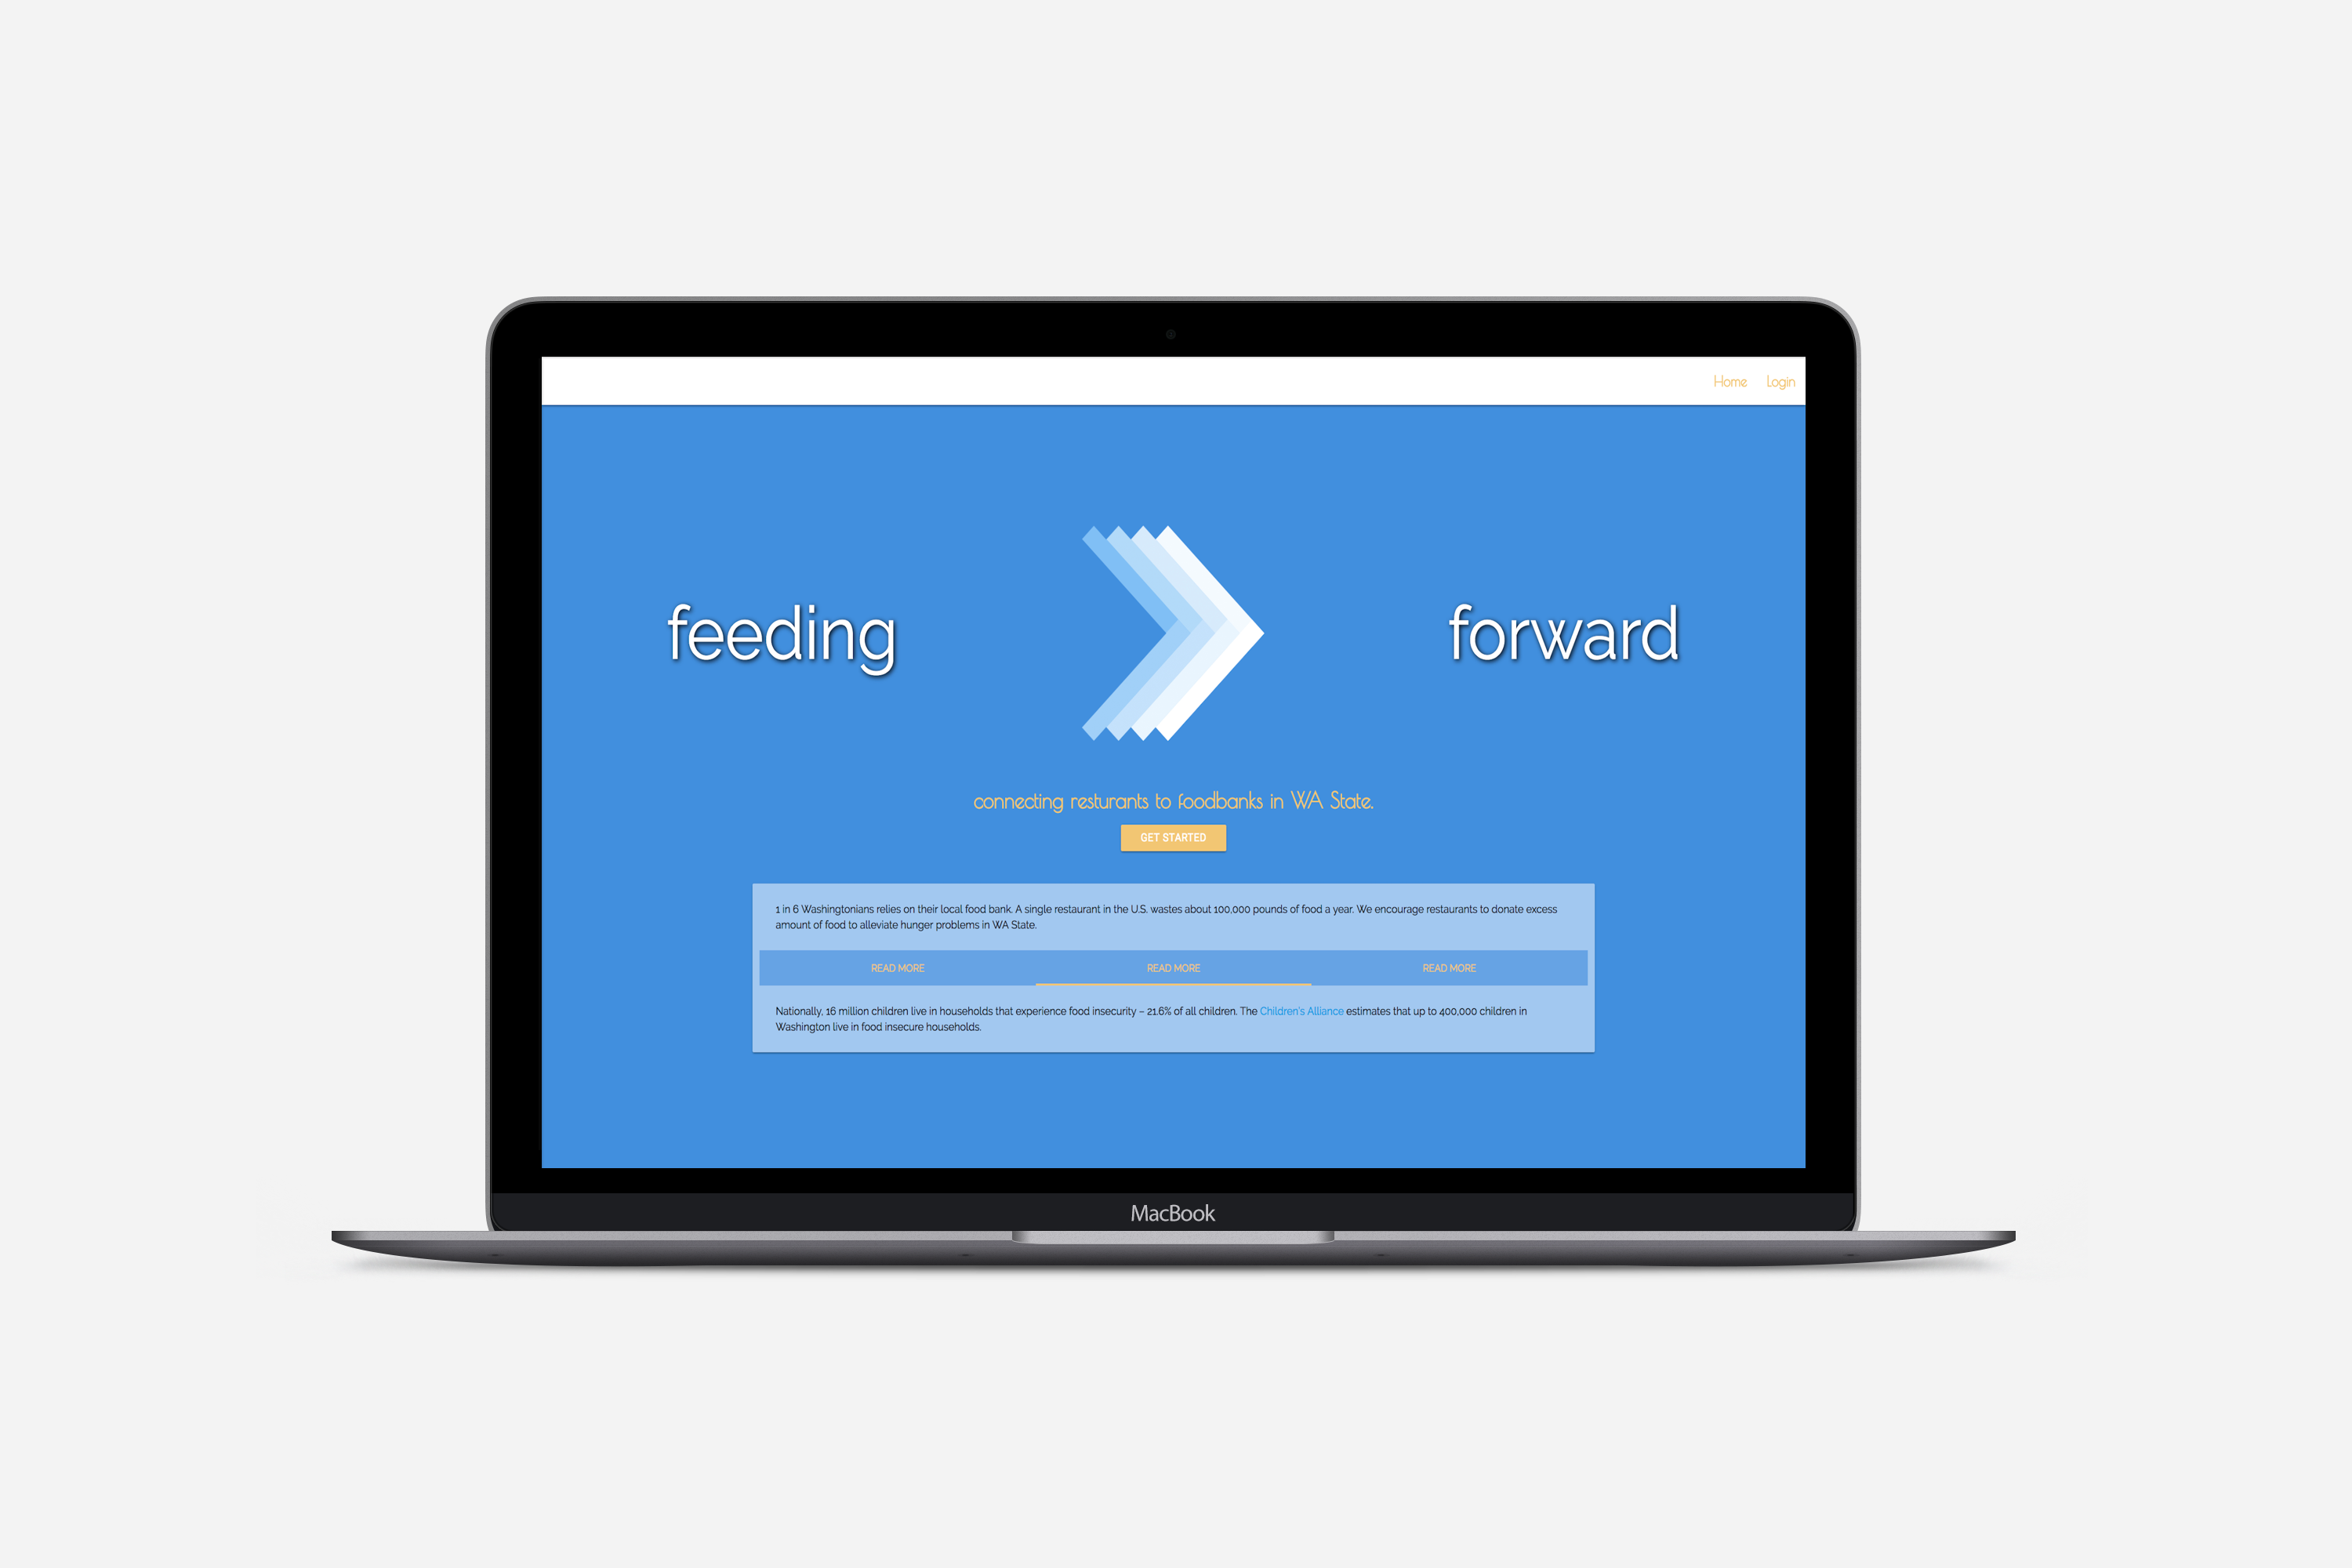 Home Login
feeding forward
connecting resturants to foodbanks in WA State.
GET STARTED
1 in 6 Washingtonians relies on their local food bank. A single restaurant in the U.S. wastes about 100,000 pounds of food a year. We encourage restaurants to donate excess
amount of food to alleviate hunger problems in WA State.
READ MORE READ MORE READ MORE
Nationally, 16 million children live in households that experience food insecurity – 21.6% of all children. The Children's Alliance estimates that up to 400,000 children in
Washington live in food insecure households.
MacBook